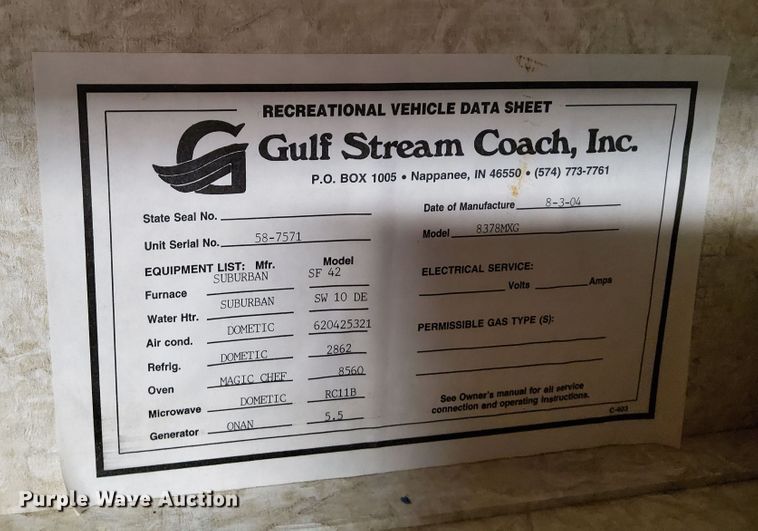 RECREATIONAL VEHICLE DATA SHEET
Gulf Stream Coach, Inc.
P.O. BOX 1005 • Nappanee, IN 46550 • (574) 773-7761
State Seal No.
Date of Manufacture 8-3-04
Unit Serial No. 58-7571
Model 8378MXG
EQUIPMENT LIST: Mfr. Model
Furnace SUBURBAN SF 42
Water Htr. SUBURBAN SW 10 DE
Air cond. DOMETIC 620425321
Refrig. DOMETIC 2862
Oven MAGIC CHEF 8560
Microwave DOMETIC RC11B
Generator ONAN 5.5
ELECTRICAL SERVICE:
Volts Amps
PERMISSIBLE GAS TYPE (S):
See Owner's manual for all service
connection and operating instructions.
C-403
Purple Wave Auction